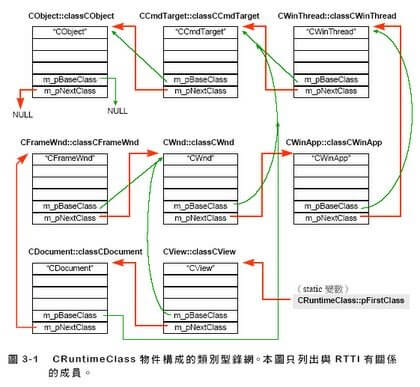 CObject::classCObject CCmdTarget::classCCmdTarget CWinThread::classCWinThread
"CObject" "CCmdTarget" "CWinThread"
m_pBaseClass m_pBaseClass m_pBaseClass
m_pNextClass m_pNextClass m_pNextClass
NULL NULL
CFrameWnd::classCFrameWnd CWnd::classCWnd CWinApp::classCWinApp
"CFrameWnd" "CWnd" "CWinApp"
m_pBaseClass m_pBaseClass m_pBaseClass
m_pNextClass m_pNextClass m_pNextClass
CDocument::classCDocument CView::classCView
"CDocument" "CView"
m_pBaseClass m_pBaseClass
m_pNextClass m_pNextClass
（static 變數）
CRuntimeClass::pFirstClass
圖 3-1 CRuntimeClass 物件構成的類別型錄網。本圖只列出與 RTTI 有關係
的成員。